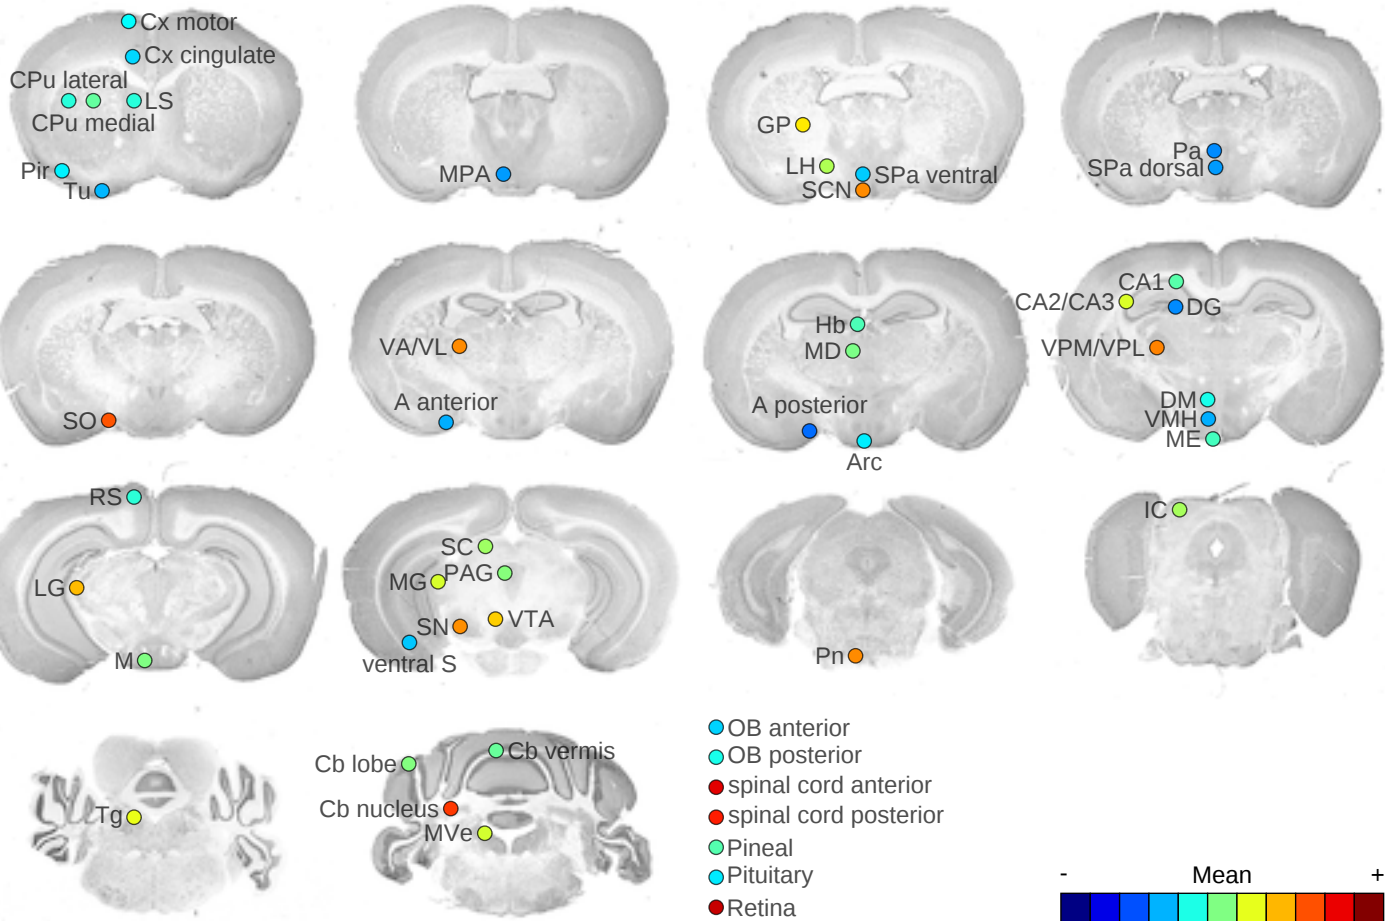 Cx motor
Cx cingulate
CPu lateral
LS
CPu medial
Pir
Tu
MPA
GP
LH
SPa ventral
SCN
Pa
SPa dorsal
SO
VA/VL
A anterior
Hb
MD
A posterior
Arc
CA1
CA2/CA3
DG
VPM/VPL
DM
VMH
ME
RS
LG
M
SC
MG
PAG
SN
VTA
ventral S
Pn
IC
Tg
Cb lobe
Cb vermis
Cb nucleus
MVe
OB anterior
OB posterior
spinal cord anterior
spinal cord posterior
Pineal
Pituitary
Retina
- Mean +